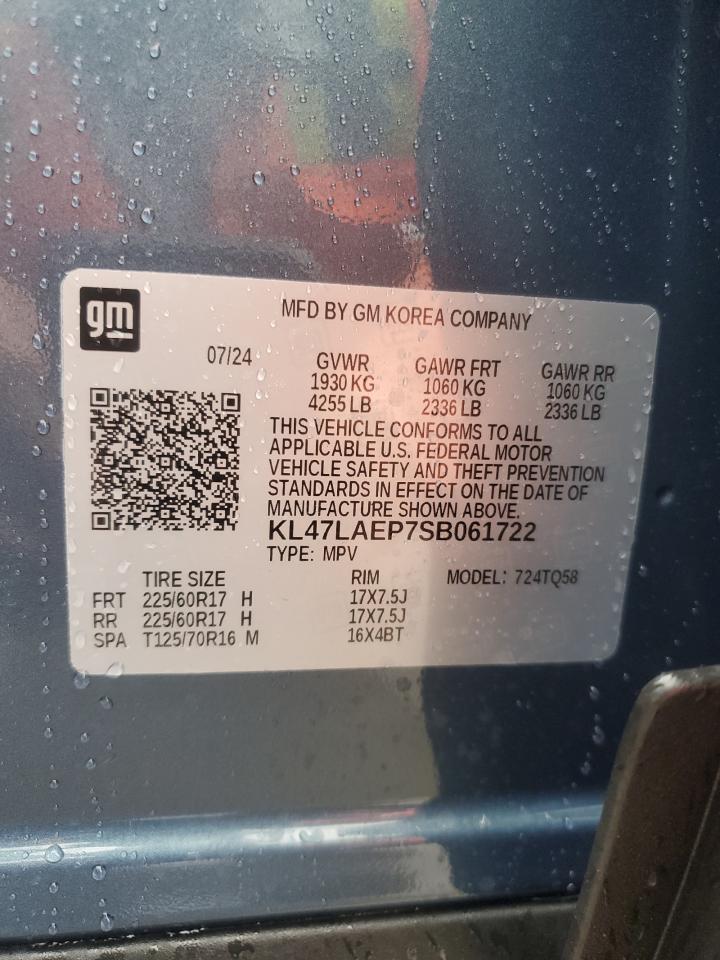 gm
MFD BY GM KOREA COMPANY
07/24
GVWR GAWR FRT GAWR RR
1930 KG 1060 KG 1060 KG
4255 LB 2336 LB 2336 LB
THIS VEHICLE CONFORMS TO ALL
APPLICABLE U.S. FEDERAL MOTOR
VEHICLE SAFETY AND THEFT PREVENTION
STANDARDS IN EFFECT ON THE DATE OF
MANUFACTURE SHOWN ABOVE.
KL47LAEP7SB061722
TYPE: MPV
TIRE SIZE RIM MODEL: 724TQ58
FRT 225/60R17 H 17X7.5J
RR 225/60R17 H 17X7.5J
SPA T125/70R16 M 16X4BT